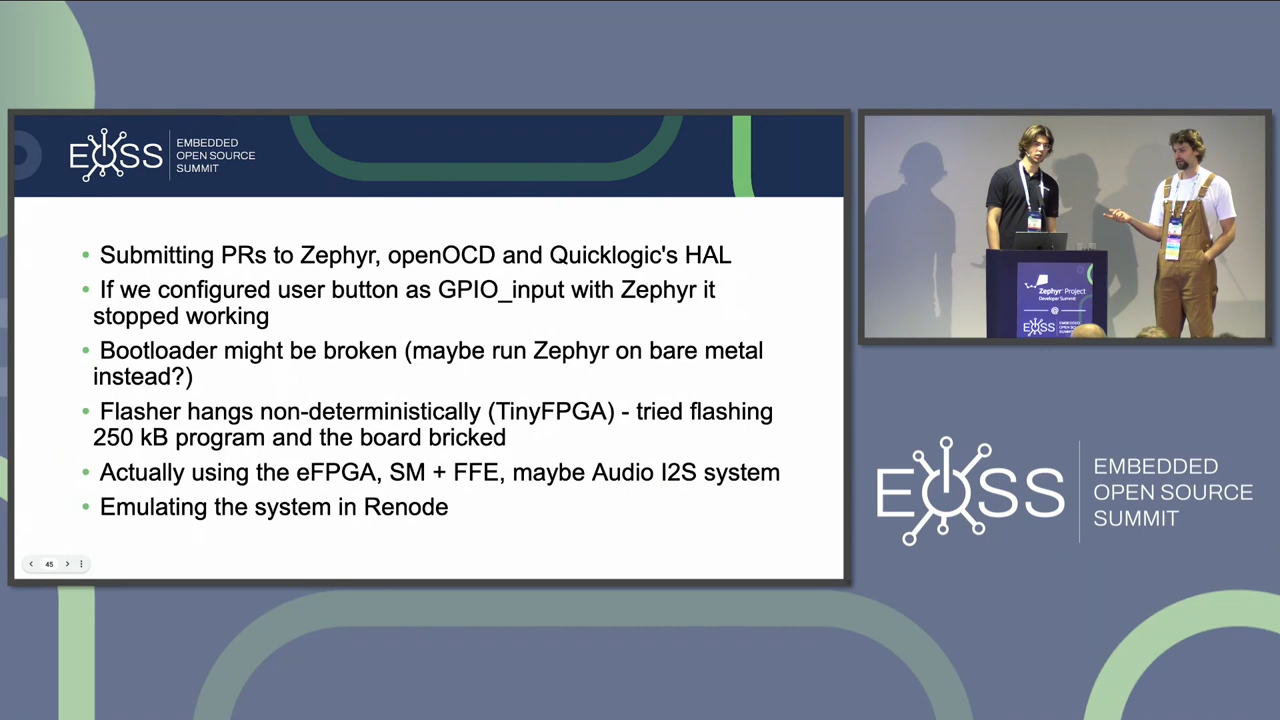 EOSS
EMBEDDED
OPEN SOURCE
SUMMIT
• Submitting PRs to Zephyr, openOCD and Quicklogic's HAL
• If we configured user button as GPIO_input with Zephyr it
stopped working
• Bootloader might be broken (maybe run Zephyr on bare metal
instead?)
• Flasher hangs non-deterministically (TinyFPGA) - tried flashing
250 kB program and the board bricked
• Actually using the eFPGA, SM + FFE, maybe Audio I2S system
• Emulating the system in Renode
45
Zephyr Project
Developer Summit
@
EOSS
EOSS
EMBEDDED
OPEN SOURCE
SUMMIT